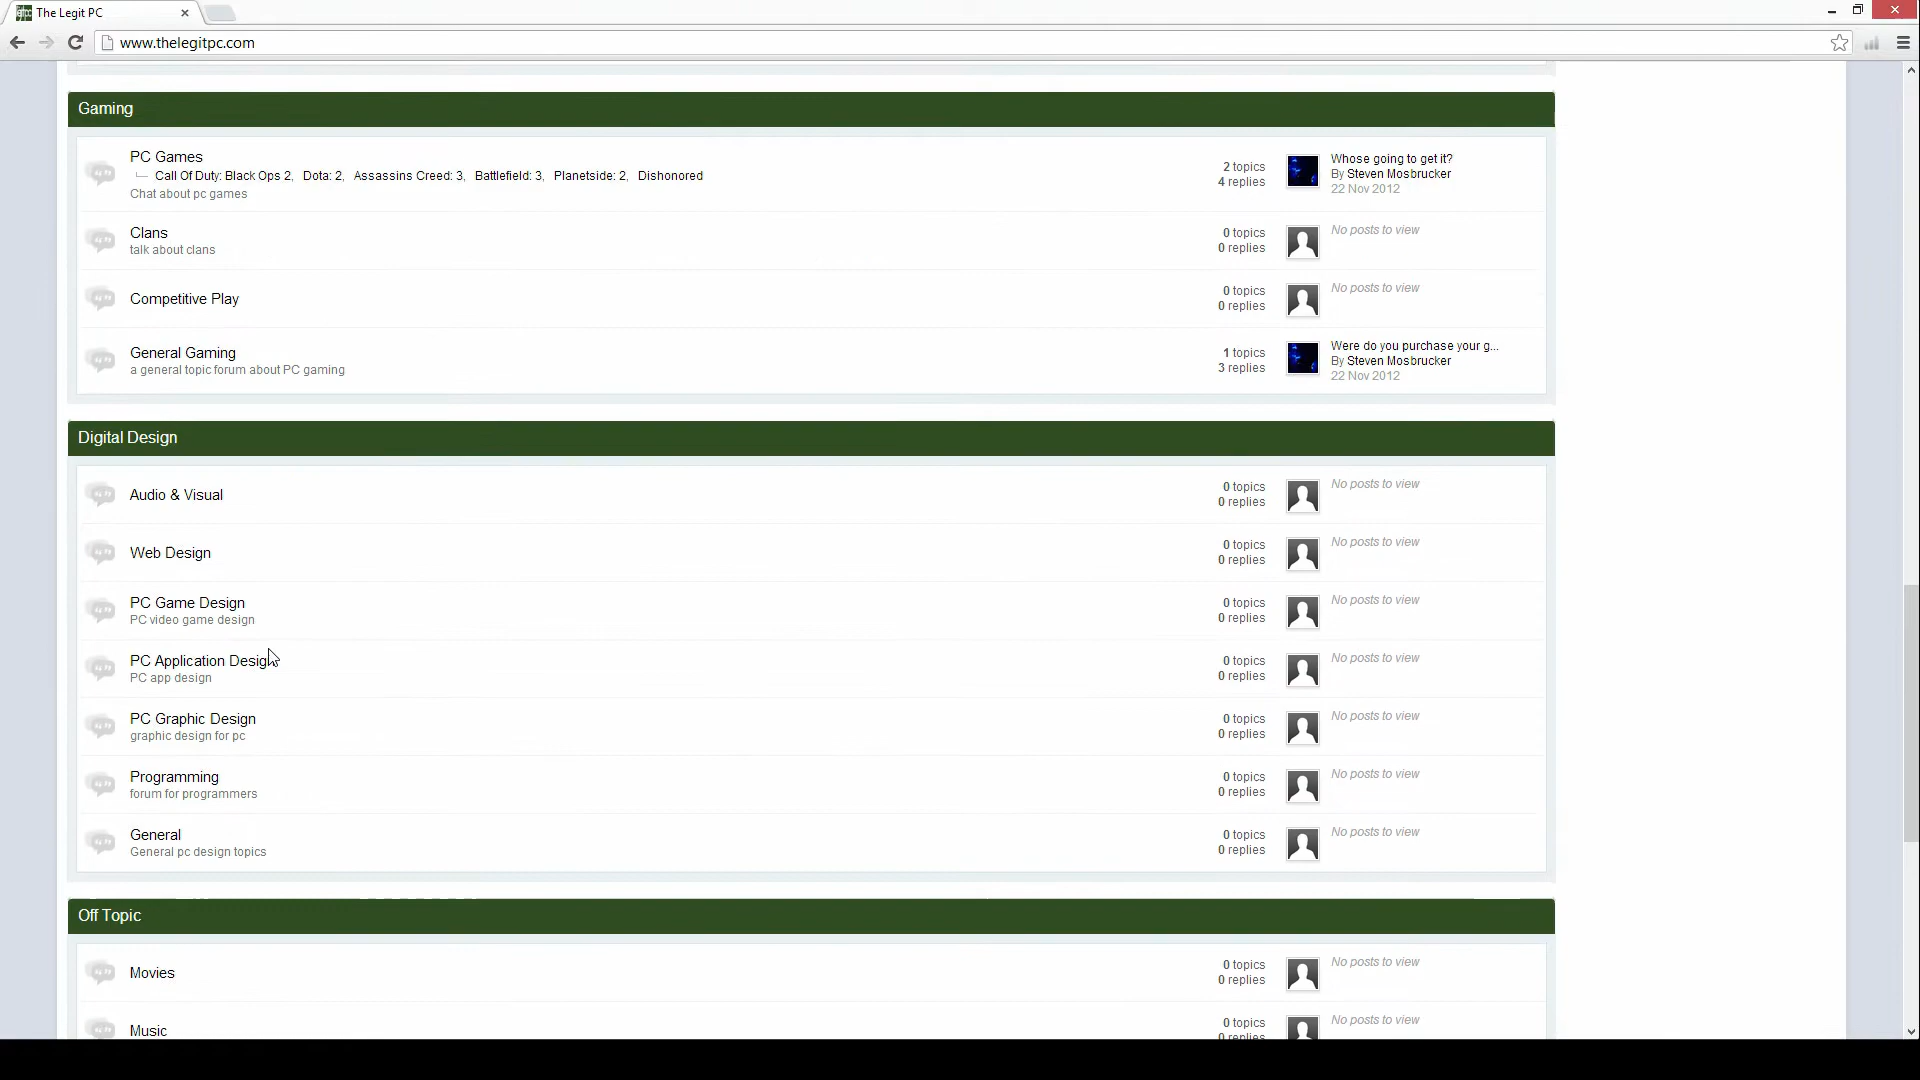 The Legit PC
www.thelegitpc.com
Gaming
PC Games
Call Of Duty: Black Ops 2, Dota: 2, Assassins Creed: 3, Battlefield: 3, Planetside: 2, Dishonored
Chat about pc games
2 topics
4 replies
Whose going to get it?
By Steven Mosbrucker
22 Nov 2012
Clans
talk about clans
0 topics
0 replies
No posts to view
Competitive Play
0 topics
0 replies
No posts to view
General Gaming
a general topic forum about PC gaming
1 topics
3 replies
Were do you purchase your g...
By Steven Mosbrucker
22 Nov 2012
Digital Design
Audio & Visual
0 topics
0 replies
No posts to view
Web Design
0 topics
0 replies
No posts to view
PC Game Design
PC video game design
0 topics
0 replies
No posts to view
PC Application Design
PC app design
0 topics
0 replies
No posts to view
PC Graphic Design
graphic design for pc
0 topics
0 replies
No posts to view
Programming
forum for programmers
0 topics
0 replies
No posts to view
General
General pc design topics
0 topics
0 replies
No posts to view
Off Topic
Movies
0 topics
0 replies
No posts to view
Music
0 topics
0 replies
No posts to view